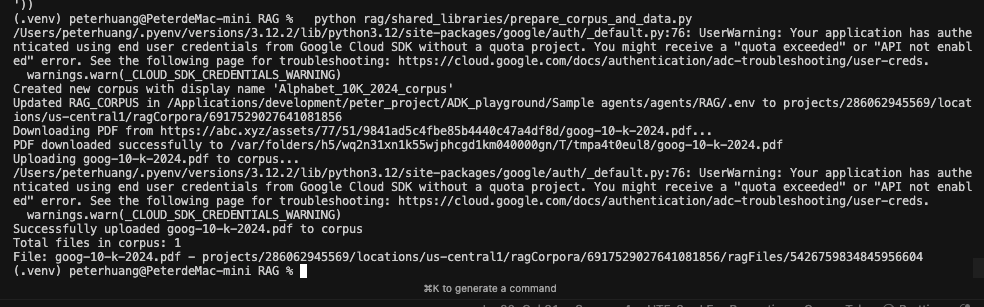 '))
(.venv) peterhuang@PeterdeMac-mini RAG %   python rag/shared_libraries/prepare_corpus_and_data.py
/Users/peterhuang/.pyenv/versions/3.12.2/lib/python3.12/site-packages/google/auth/_default.py:76: UserWarning: Your application has authe
nticated using end user credentials from Google Cloud SDK without a quota project. You might receive a "quota exceeded" or "API not enabl
ed" error. See the following page for troubleshooting: https://cloud.google.com/docs/authentication/adc-troubleshooting/user-creds.
  warnings.warn(_CLOUD_SDK_CREDENTIALS_WARNING)
Created new corpus with display name 'Alphabet_10K_2024_corpus'
Updated RAG_CORPUS in /Applications/development/peter_project/ADK_playground/Sample agents/agents/RAG/.env to projects/286062945569/locat
ions/us-central1/ragCorpora/6917529027641081856
Downloading PDF from https://abc.xyz/assets/77/51/9841ad5c4fbe85b4440c47a4df8d/goog-10-k-2024.pdf...
PDF downloaded successfully to /var/folders/h5/wq2n31xn1k55wjphcgd1km040000gn/T/tmpa4t0eul8/goog-10-k-2024.pdf
Uploading goog-10-k-2024.pdf to corpus...
/Users/peterhuang/.pyenv/versions/3.12.2/lib/python3.12/site-packages/google/auth/_default.py:76: UserWarning: Your application has authe
nticated using end user credentials from Google Cloud SDK without a quota project. You might receive a "quota exceeded" or "API not enabl
ed" error. See the following page for troubleshooting: https://cloud.google.com/docs/authentication/adc-troubleshooting/user-creds.
  warnings.warn(_CLOUD_SDK_CREDENTIALS_WARNING)
Successfully uploaded goog-10-k-2024.pdf to corpus
Total files in corpus: 1
File: goog-10-k-2024.pdf - projects/286062945569/locations/us-central1/ragCorpora/6917529027641081856/ragFiles/5426759834845956604
(.venv) peterhuang@PeterdeMac-mini RAG %
⌘K to generate a command